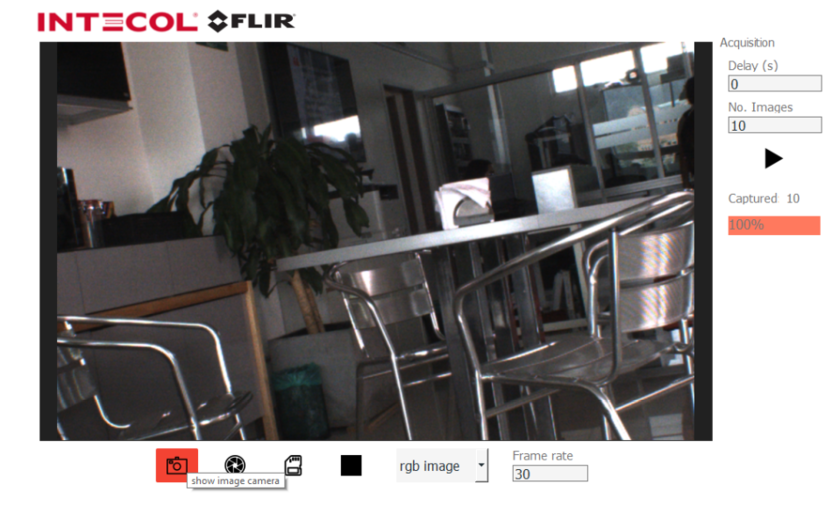 INTECOL FLIR
Acquisition
Delay (s)
0
No. Images
10
Captured: 10
100%
show image camera
rgb image
Frame rate
30